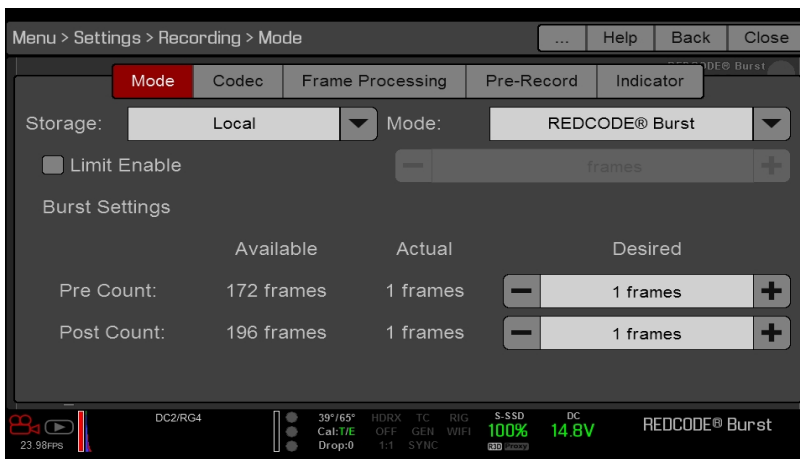 Menu > Settings > Recording > Mode ... Help Back Close
Mode Codec Frame Processing Pre-Record Indicator
Storage: Local Mode: REDCODE® Burst
Limit Enable frames
Burst Settings
Available Actual Desired
Pre Count: 172 frames 1 frames 1 frames
Post Count: 196 frames 1 frames 1 frames
DC2/RG4 39°/65° HDRX TC RIG S-SSD DC
Cal:T/E OFF GEN WIFI 100% 14.8V REDCODE® Burst
23.98FPS Drop:0 1:1 SYNC R3D Proxy